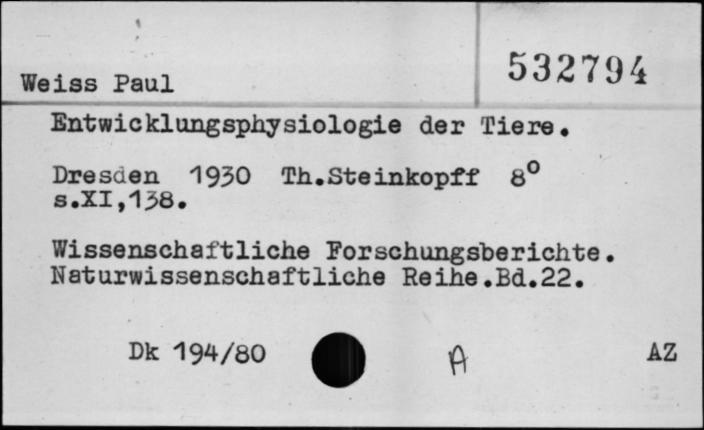 532794
Weiss Paul
Entwicklungsphysiologie der Tiere.
Dresden 1930 Th.Steinkopff 8°
s.XI,138.
Wissenschaftliche Forschungsberichte.
Naturwissenschaftliche Reihe.Bd.22.
Dk 194/80 A AZ